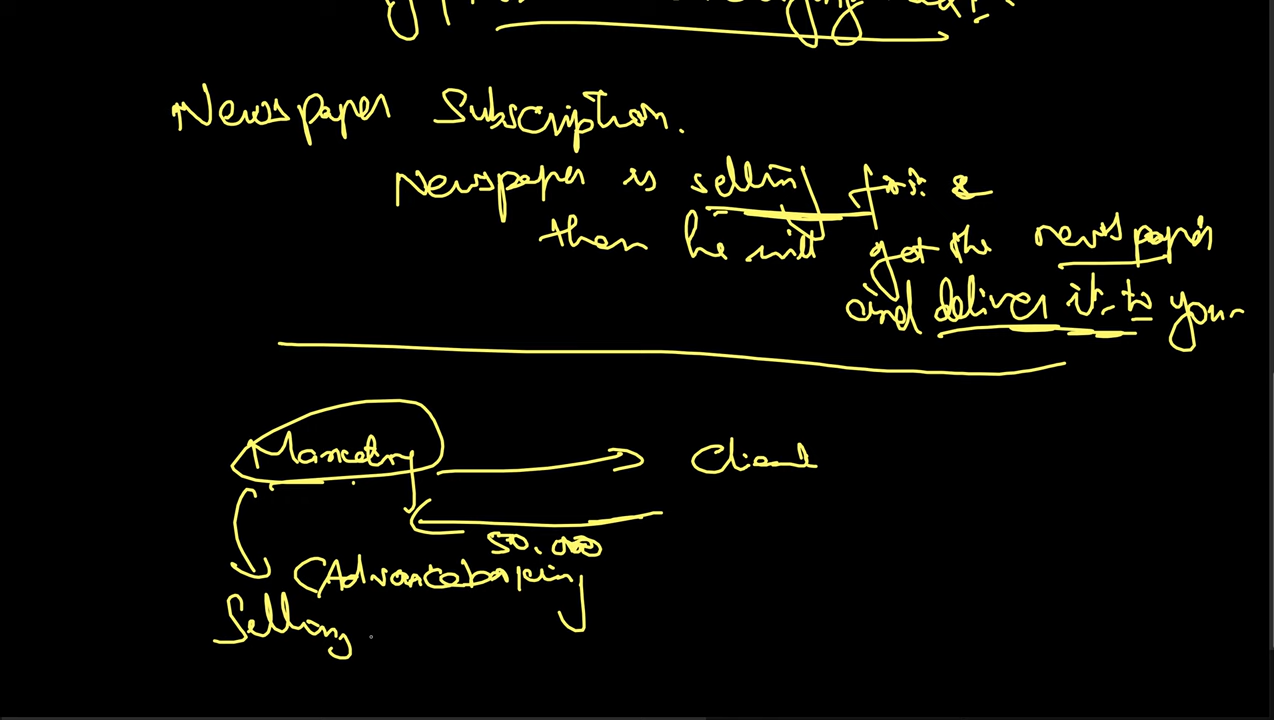 Newspaper Subscription.
Newspaper is selling first &
then he will get the newspaper
and deliver it to you.
Marketing
Client
50.000
(Advance booking
Selling.